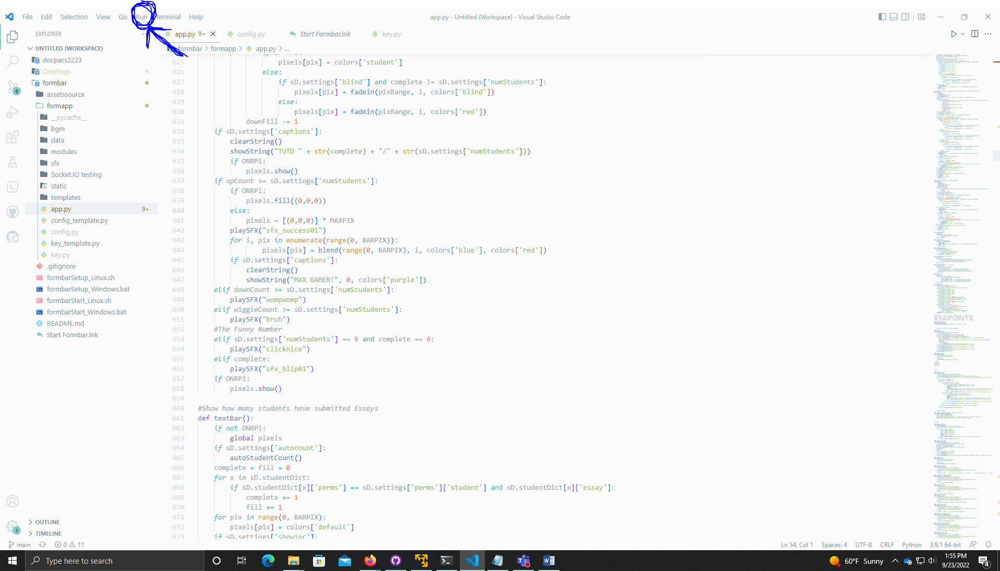 File Edit Selection View Go Run Terminal Help
app.py - Untitled (Workspace) - Visual Studio Code
EXPLORER
app.py 9+
config.py
Start Formbar.lnk
key.py
formbar > formapp > app.py > ...
UNTITLED (WORKSPACE)
docpacs2223
OnlyPogs
formbar
assetssource
formapp
__pycache__
bgm
data
modules
sfx
Socket.IO testing
static
templates
app.py 9+
config_template.py
config.py
key_template.py
key.py
.gitignore
formbarSetup_Linux.sh
formbarSetup_Windows.bat
formbarStart_Linux.sh
formbarStart_Windows.bat
README.md
Start Formbar.lnk
OUTLINE
TIMELINE
9
1
625 pixels[pix] = colors['student']
626 else:
627 if sD.settings['blind'] and complete != sD.settings['numStudents']:
628 pixels[pix] = fadein(pixRange, i, colors['blind'])
629 else:
630 pixels[pix] = fadein(pixRange, i, colors['red'])
631 downFill -= 1
632 if sD.settings['captions']:
633 clearString()
634 showString("TUTD " + str(complete) + "/" + str(sD.settings['numStudents']))
635 if ONRPi:
636 pixels.show()
637 if upCount >= sD.settings['numStudents']:
638 if ONRPi:
639 pixels.fill((0,0,0))
640 else:
641 pixels = [(0,0,0)] * MAXPIX
642 playSFX("sfx_success01")
643 for i, pix in enumerate(range(0, BARPIX)):
644 pixels[pix] = blend(range(0, BARPIX), i, colors['blue'], colors['red'])
645 if sD.settings['captions']:
646 clearString()
647 showString("MAX GAMER!", 0, colors['purple'])
648 elif downCount >= sD.settings['numStudents']:
649 playSFX("wompwomp")
650 elif wiggleCount >= sD.settings['numStudents']:
651 playSFX("bruh")
652 #The Funny Number
653 elif sD.settings['numStudents'] == 9 and complete == 6:
654 playSFX("clicknice")
655 elif complete:
656 playSFX("sfx_blip01")
657 if ONRPi:
658 pixels.show()
659
660 #Show how many students have submitted Essays
661 def textBar():
662 if not ONRPi:
663 global pixels
664 if sD.settings['autocount']:
665 autoStudentCount()
666 complete = fill = 0
667 for x in sD.studentDict:
668 if sD.studentDict[x]['perms'] == sD.settings['perms']['student'] and sD.studentDict[x]['essay']:
669 complete += 1
670 fill += 1
671 for pix in range(0, BARPIX):
672 pixels[pix] = colors['default']
673 if sD.settings['showinc']:
ENDPOINTS
main 0 11
Ln 54, Col 1 Spaces: 4 UTF-8 CRLF Python 3.9.1 64-bit
Type here to search
60°F Sunny
1:55 PM
9/23/2022
4